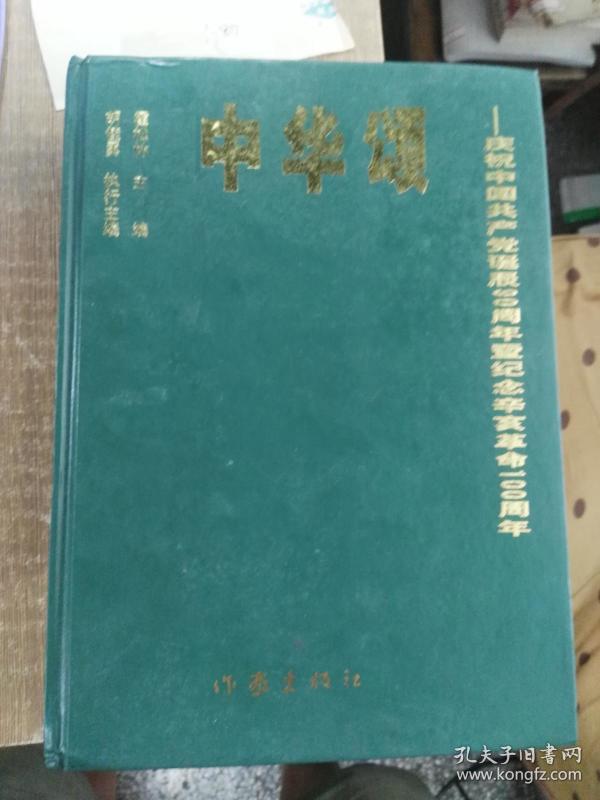 中华颂
——庆祝中国共产党诞辰90周年暨纪念辛亥革命100周年
主编
执行主编
作家出版社
孔夫子旧书网
www.kongfz.com